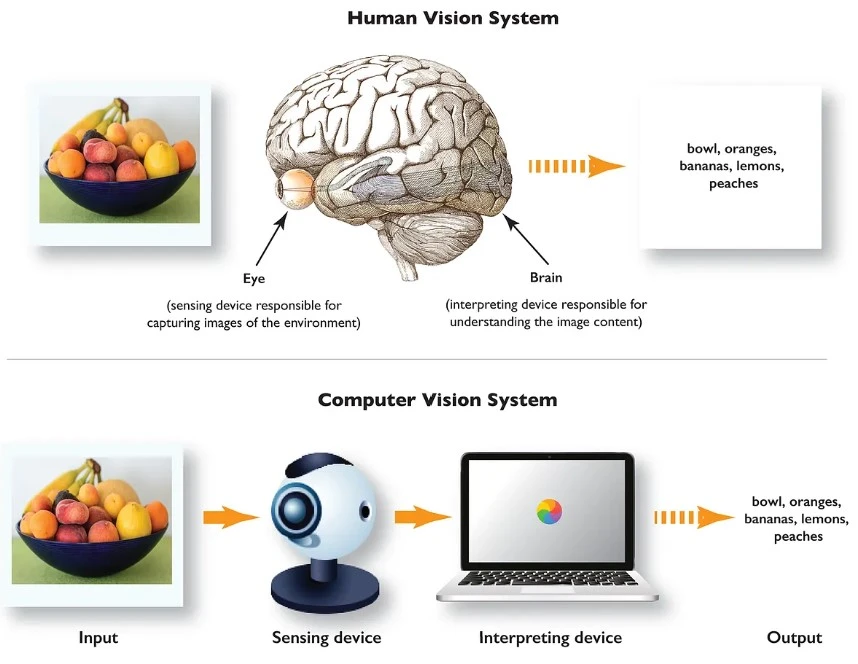 Human Vision System
bowl, oranges,
bananas, lemons,
peaches
Eye
(sensing device responsible for
capturing images of the environment)
Brain
(interpreting device responsible for
understanding the image content)
Computer Vision System
bowl, oranges,
bananas, lemons,
peaches
Input
Sensing device
Interpreting device
Output